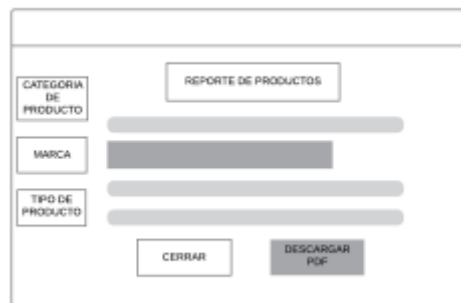 REPORTE DE PRODUCTOS
CATEGORIA
DE
PRODUCTO
MARCA
TIPO DE
PRODUCTO
CERRAR
DESCARGAR
PDF